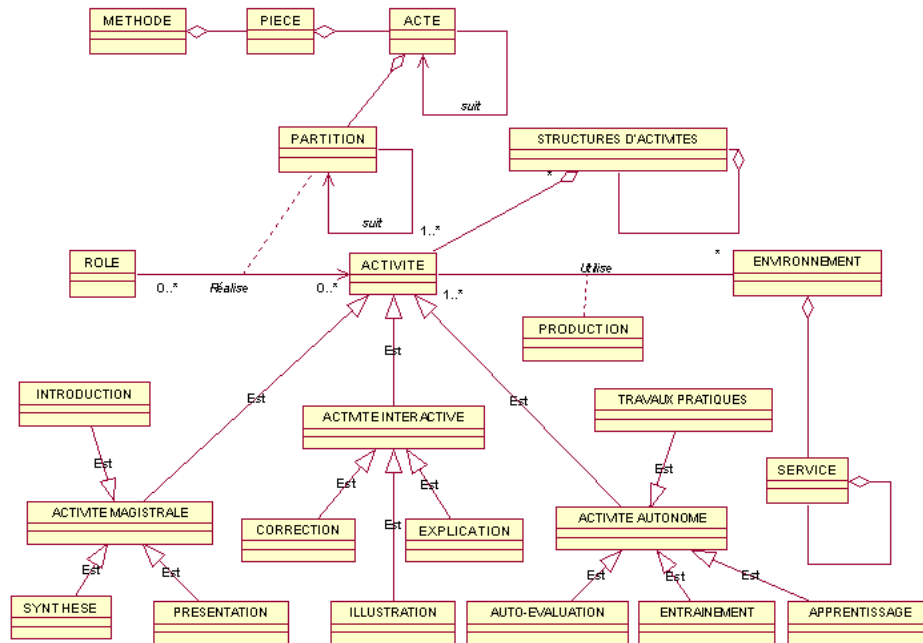 METHODE
PIECE
ACTE
suit
PARTITION
STRUCTURES D'ACTIVITES
suit
*
1..*
ROLE
ACTIVITE
Utilise
*
ENVIRONNEMENT
0..*
Réalise
0..*
1..*
PRODUCTION
Est
INTRODUCTION
Est
Est
TRAVAUX PRATIQUES
ACTIVITE INTERACTIVE
Est
Est
SERVICE
Est
Est
ACTIVITE MAGISTRALE
CORRECTION
Est
EXPLICATION
ACTIVITE AUTONOME
Est
Est
Est
Est
Est
SYNTHESE
PRESENTATION
ILLUSTRATION
AUTO-EVALUATION
ENTRAINEMENT
APPRENTISSAGE